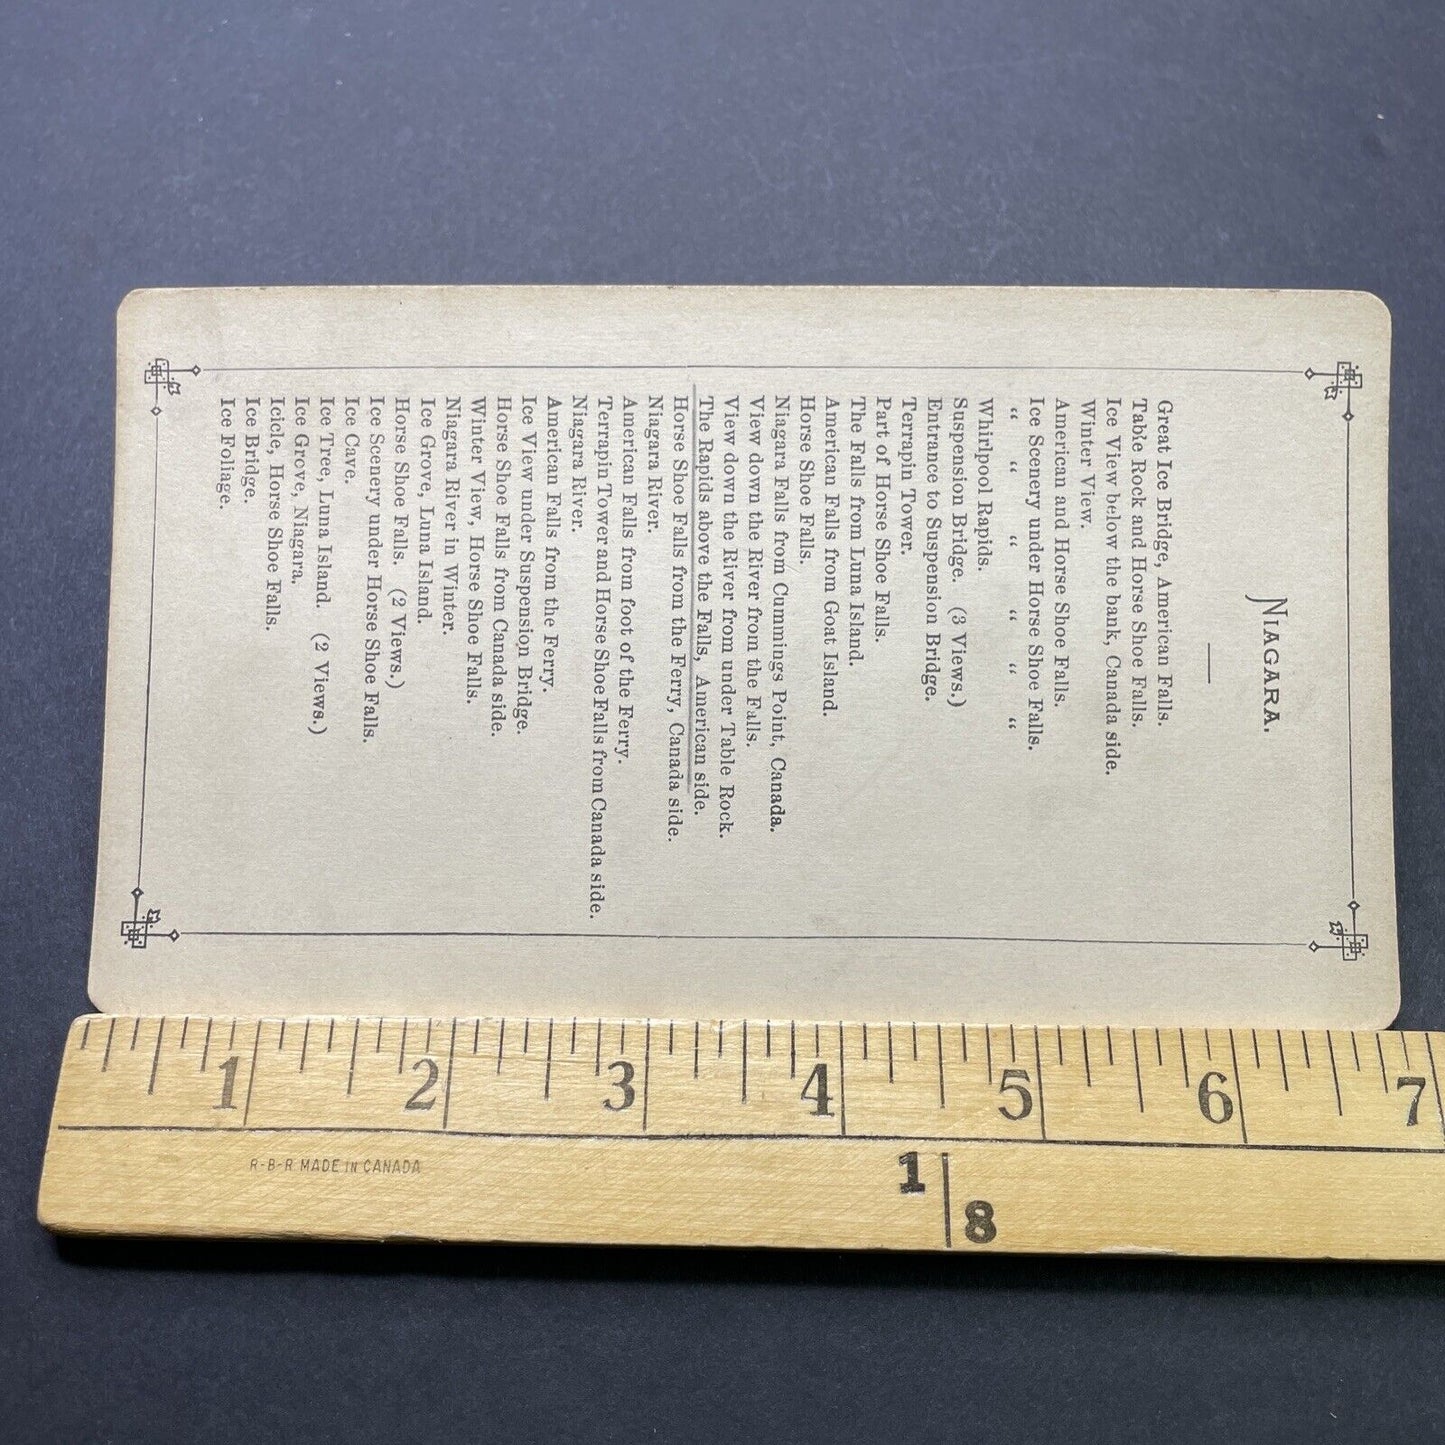 NIAGARA.
Great Ice Bridge, American Falls.
Table Rock and Horse Shoe Falls.
Ice View below the bank, Canada side.
Winter View.
American and Horse Shoe Falls.
Ice Scenery under Horse Shoe Falls.
“ “ “ “ “ “
Whirlpool Rapids.
Suspension Bridge. (3 Views.)
Entrance to Suspension Bridge.
Terrapin Tower.
Part of Horse Shoe Falls.
The Falls from Luna Island.
American Falls from Goat Island.
Horse Shoe Falls.
Niagara Falls from Cummings Point, Canada.
View down the River from the Falls.
View down the River from under Table Rock.
The Rapids above the Falls, American side.
Horse Shoe Falls from the Ferry, Canada side.
Niagara River.
American Falls from foot of the Ferry.
Terrapin Tower and Horse Shoe Falls from Canada side.
Niagara River.
American Falls from the Ferry.
Ice View under Suspension Bridge.
Horse Shoe Falls from Canada side.
Winter View, Horse Shoe Falls.
Niagara River in Winter.
Ice Grove, Luna Island.
Horse Shoe Falls. (2 Views.)
Ice Scenery under Horse Shoe Falls.
Ice Cave.
Ice Tree, Luna Island. (2 Views.)
Ice Grove, Niagara.
Icicle, Horse Shoe Falls.
Ice Bridge.
Ice Foliage.
1 2 3 4 5 6 7
R-B-R MADE IN CANADA
1 8